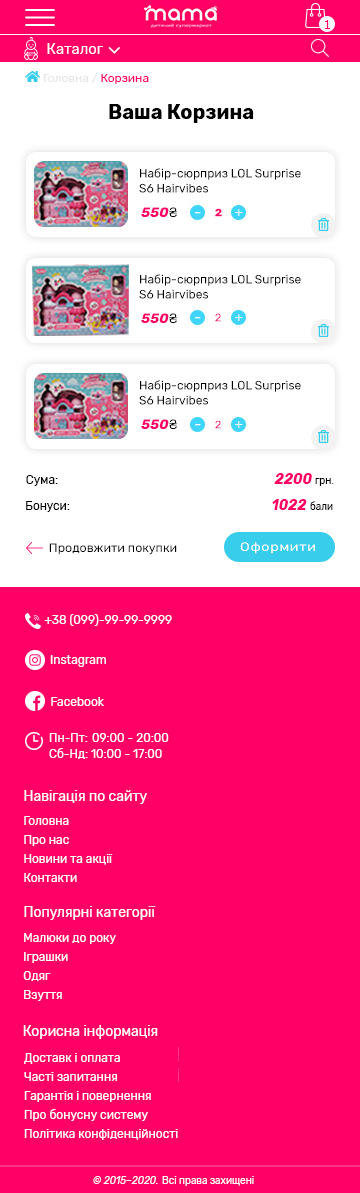 mama
дитячий супермаркет
1
Каталог
Головна / Корзина
Ваша Корзина
Набір-сюрприз LOL Surprise
S6 Hairvibes
550₴ - 2 +
Набір-сюрприз LOL Surprise
S6 Hairvibes
550₴ - 2 +
Набір-сюрприз LOL Surprise
S6 Hairvibes
550₴ - 2 +
Сума: 2200 грн.
Бонуси: 1022 бали
Продовжити покупки Оформити
+38 (099)-99-99-9999
Instagram
Facebook
Пн-Пт: 09:00 - 20:00
Сб-Нд: 10:00 - 17:00
Навігація по сайту
Головна
Про нас
Новини та акції
Контакти
Популярні категорії
Малюки до року
Іграшки
Одяг
Взуття
Корисна інформація
Доставк і оплата
Часті запитання
Гарантія і повернення
Про бонусну систему
Політика конфіденційності
© 2015-2020. Всі права захищені